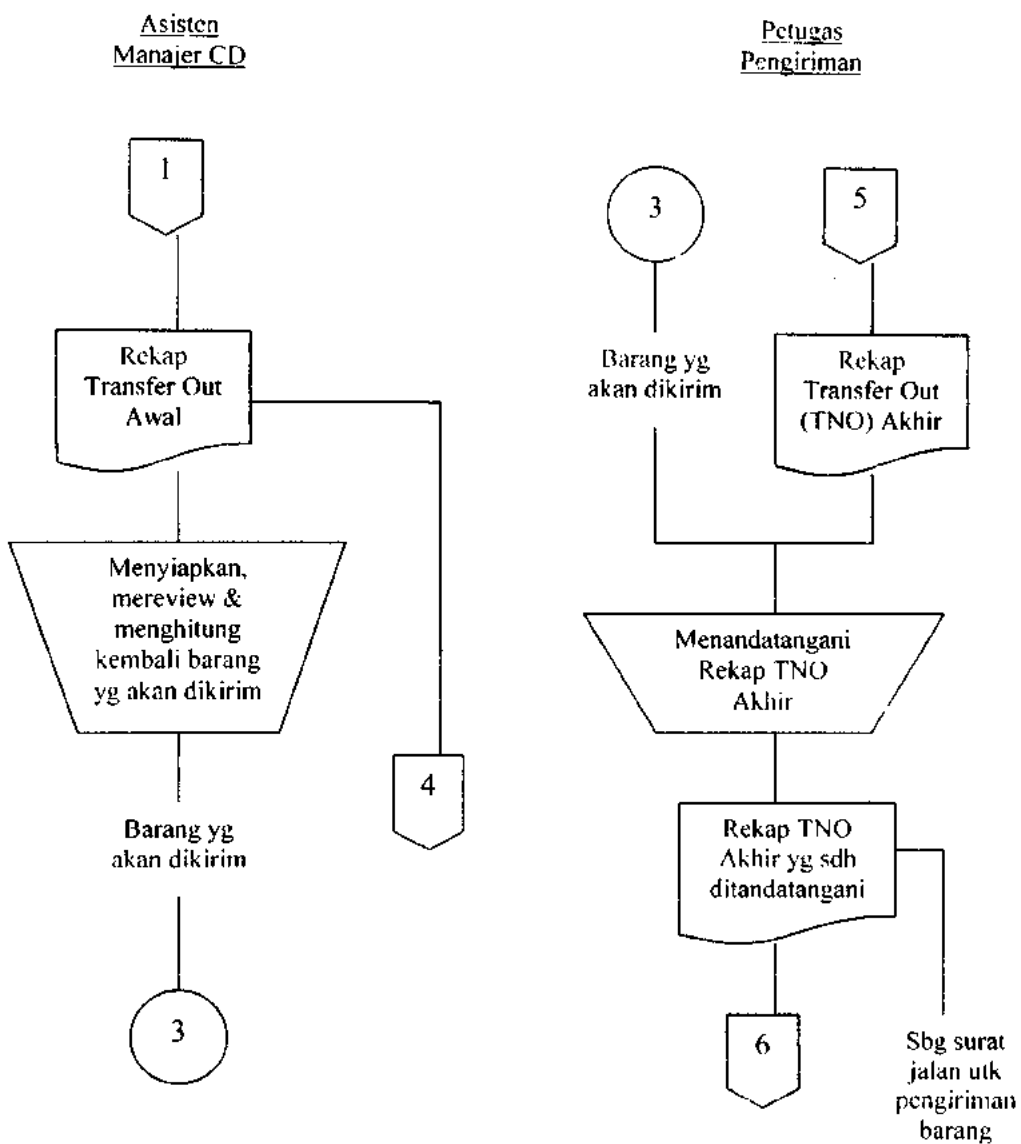 Asisten
Manajer CD
1
Rekap
Transfer Out
Awal
Menyiapkan,
mereview &
menghitung
kembali barang
yg akan dikirim
4
Barang yg
akan dikirim
3
Petugas
Pengiriman
3
5
Barang yg
akan dikirim
Rekap
Transfer Out
(TNO) Akhir
Menandatangani
Rekap TNO
Akhir
Rekap TNO
Akhir yg sdh
ditandatangani
6
Sbg surat
jalan utk
pengiriman
barang